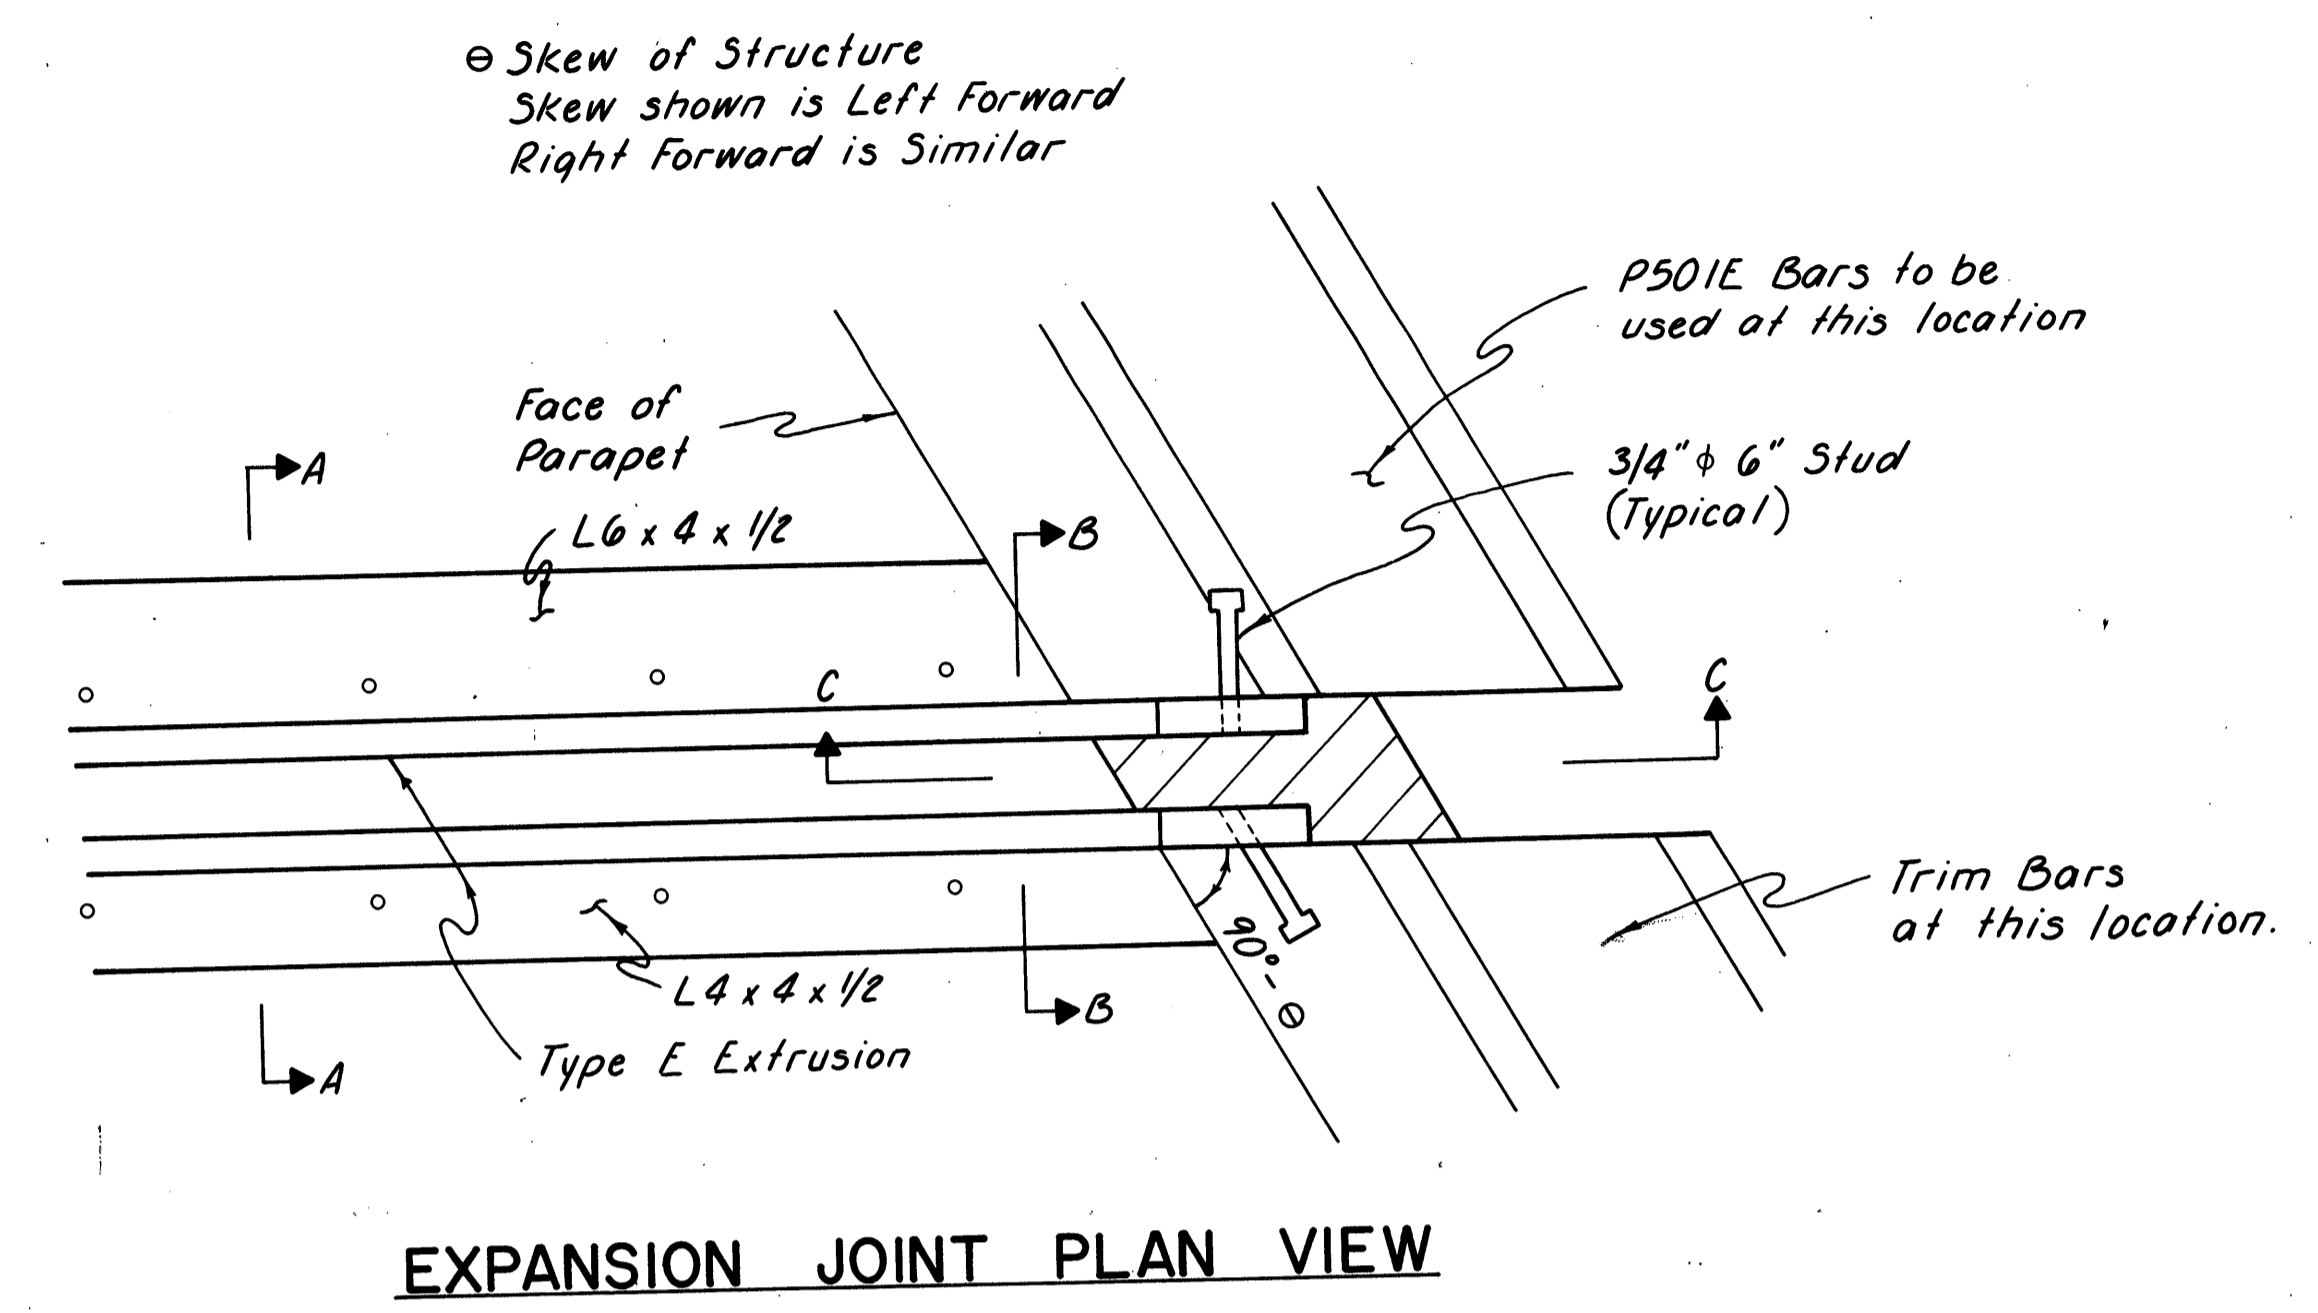 ⊖ Skew of Structure
Skew shown is Left Forward
Right Forward is Similar
P501E Bars to be
used at this location
Face of
Parapet
3/4" ϕ 6" Stud
(Typical)
A
L6 x 4 x 1/2
B
C
C
Trim Bars
at this location.
90° - ⊖
L4 x 4 x 1/2
B
Type E Extrusion
A
EXPANSION JOINT PLAN VIEW